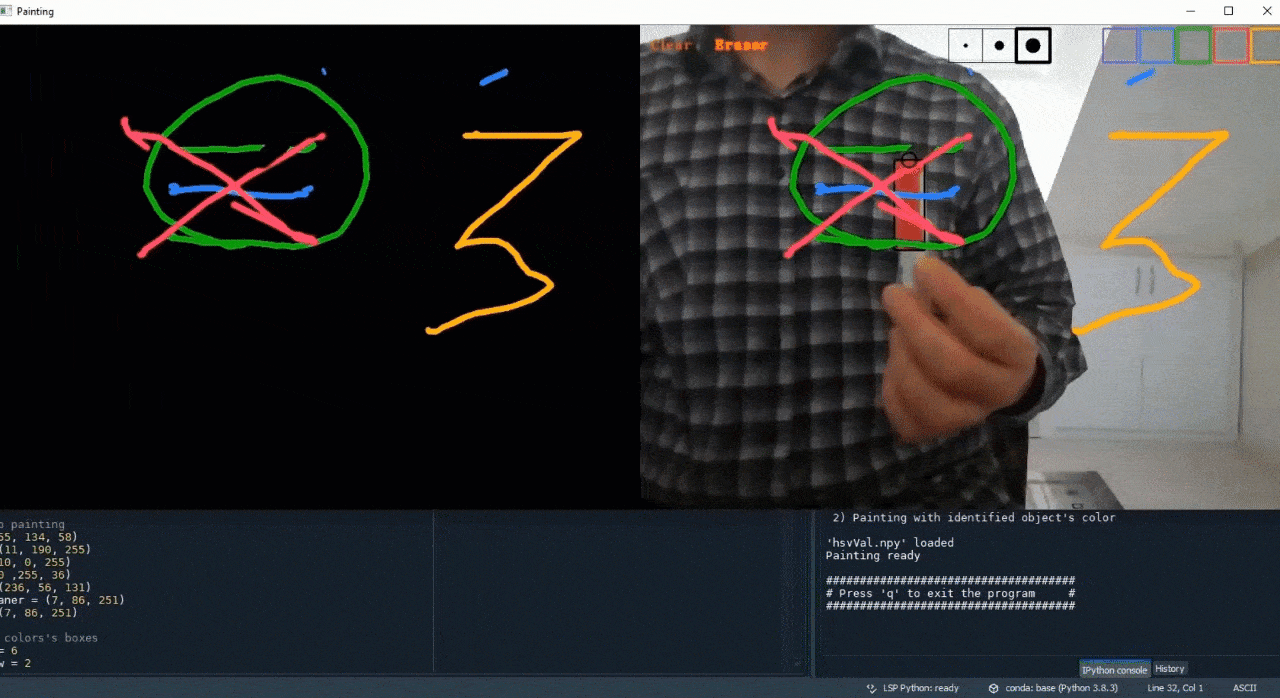 Painting
Clear Eraser
3
o painting
55, 134, 58)
(11, 190, 255)
10, 0, 255)
0 ,255, 36)
(236, 56, 131)
aner = (7, 86, 251)
(7, 86, 251)
colors's boxes
= 6
w = 2
2) Painting with identified object's color
'hsvVal.npy' loaded
Painting ready
#####################################
# Press 'q' to exit the program     #
#####################################
IPython console History
LSP Python: ready conda: base (Python 3.8.3) Line 32, Col 1 ASCII